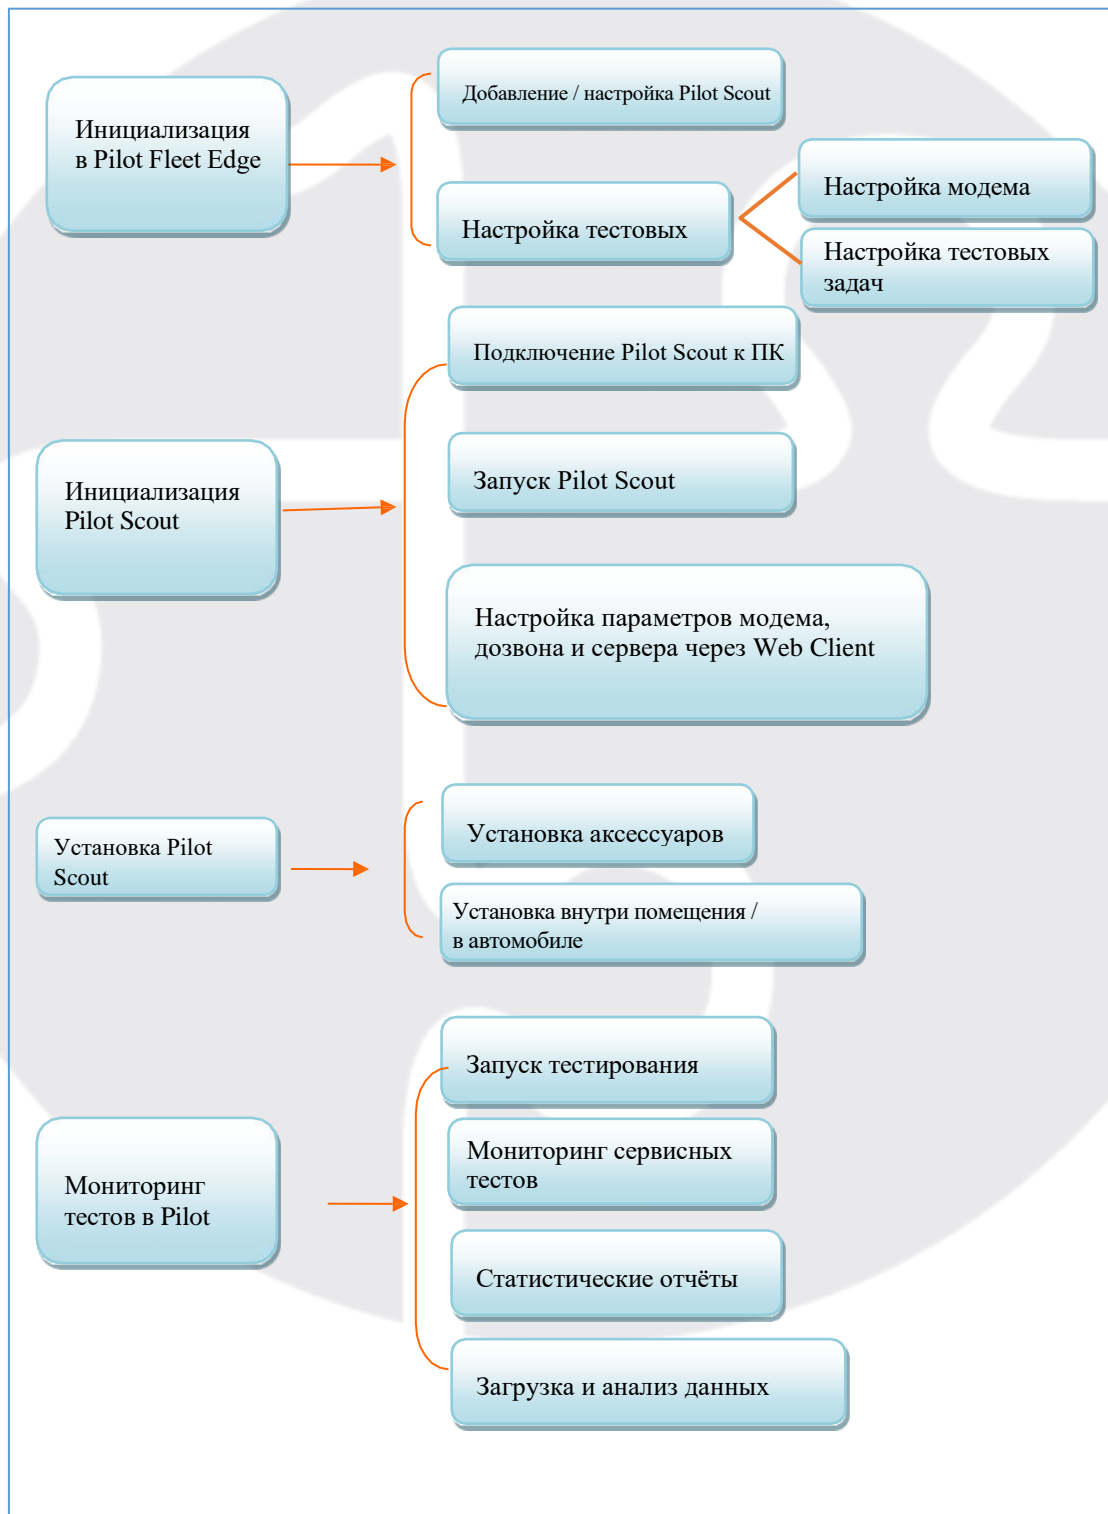 Инициализация
в Pilot Fleet Edge
Добавление / настройка Pilot Scout
Настройка тестовых
Настройка модема
Настройка тестовых
задач
Инициализация
Pilot Scout
Подключение Pilot Scout к ПК
Запуск Pilot Scout
Настройка параметров модема,
дозвона и сервера через Web Client
Установка Pilot
Scout
Установка аксессуаров
Установка внутри помещения /
в автомобиле
Мониторинг
тестов в Pilot
Запуск тестирования
Мониторинг сервисных
тестов
Статистические отчёты
Загрузка и анализ данных